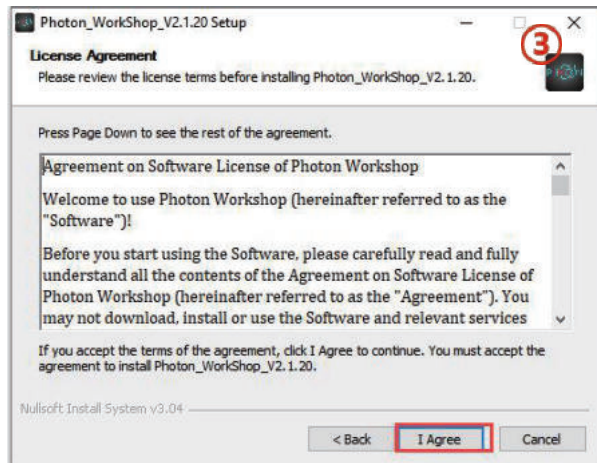 Photon_WorkShop_V2.1.20 Setup
③
License Agreement
Please review the license terms before installing Photon_WorkShop_V2.1.20.
Press Page Down to see the rest of the agreement.
Agreement on Software License of Photon Workshop
Welcome to use Photon Workshop (hereinafter referred to as the
"Software")!
Before you start using the Software, please carefully read and fully
understand all the contents of the Agreement on Software License of
Photon Workshop (hereinafter referred to as the "Agreement"). You
may not download, install or use the Software and relevant services
If you accept the terms of the agreement, click I Agree to continue. You must accept the
agreement to install Photon_WorkShop_V2.1.20.
Nullsoft Install System v3.04
< Back
I Agree
Cancel